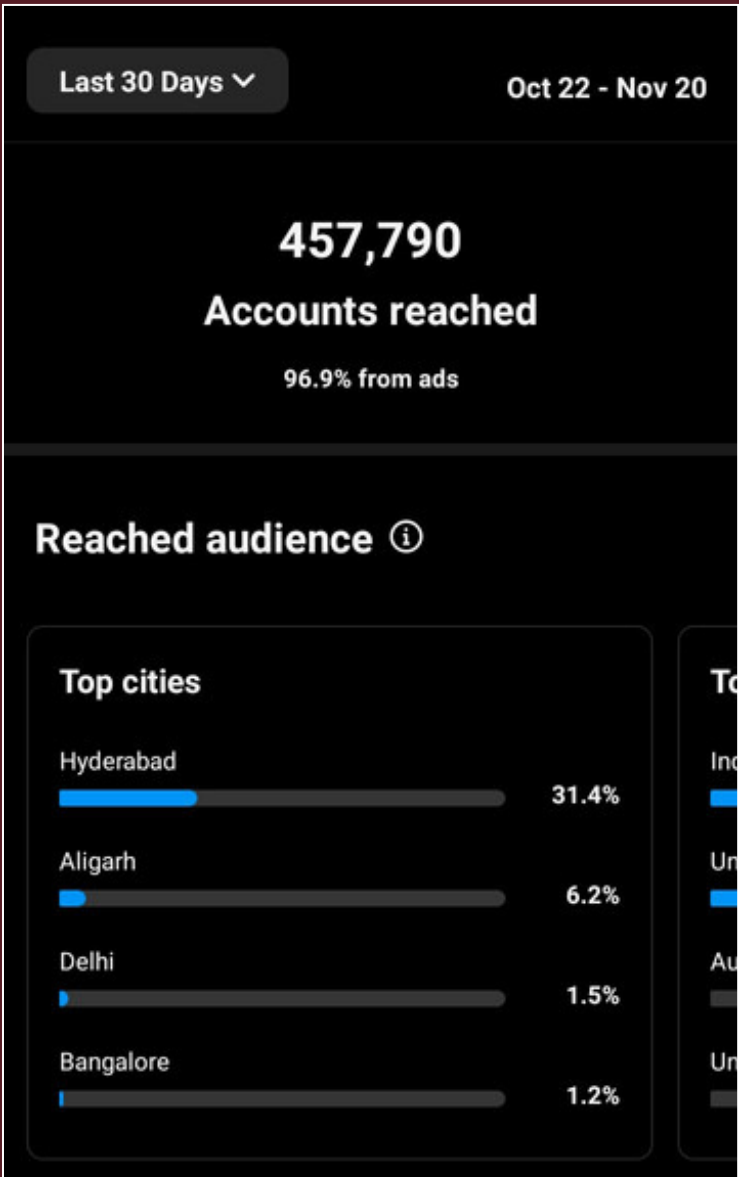 Last 30 Days
Oct 22 - Nov 20
457,790
Accounts reached
96.9% from ads
Reached audience
Top cities
Hyderabad
31.4%
Aligarh
6.2%
Delhi
1.5%
Bangalore
1.2%